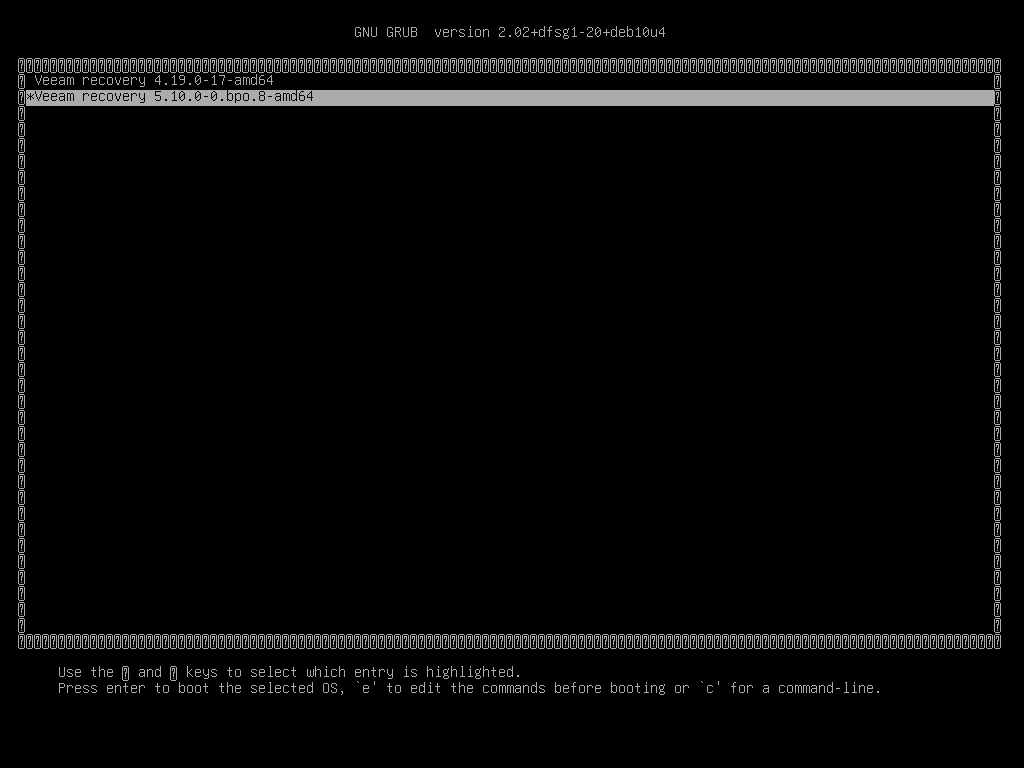 GNU GRUB  version 2.02+dfsg1-20+deb10u4
Veeam recovery 4.19.0-17-amd64
*Veeam recovery 5.10.0-0.bpo.8-amd64
Use the ? and ? keys to select which entry is highlighted.
Press enter to boot the selected OS, `e' to edit the commands before booting or `c' for a command-line.